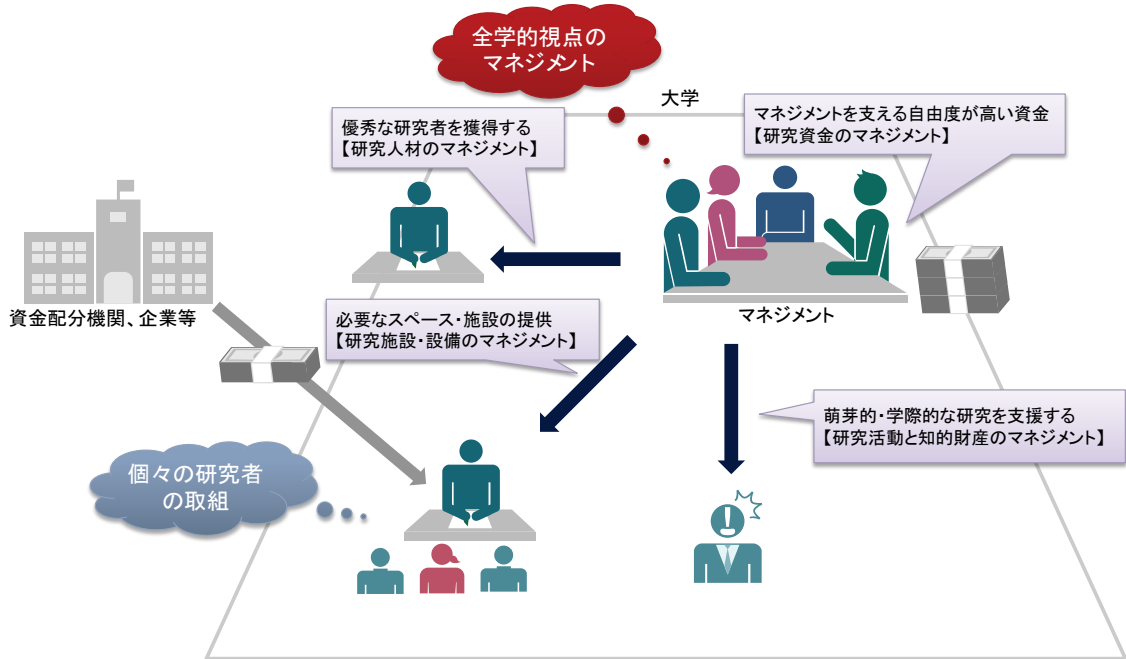 全学的視点の
マネジメント
大学
優秀な研究者を獲得する
【研究人材のマネジメント】
マネジメントを支える自由度が高い資金
【研究資金のマネジメント】
資金配分機関、企業等
マネジメント
必要なスペース・施設の提供
【研究施設・設備のマネジメント】
萌芽的・学際的な研究を支援する
【研究活動と知的財産のマネジメント】
個々の研究者
の取組